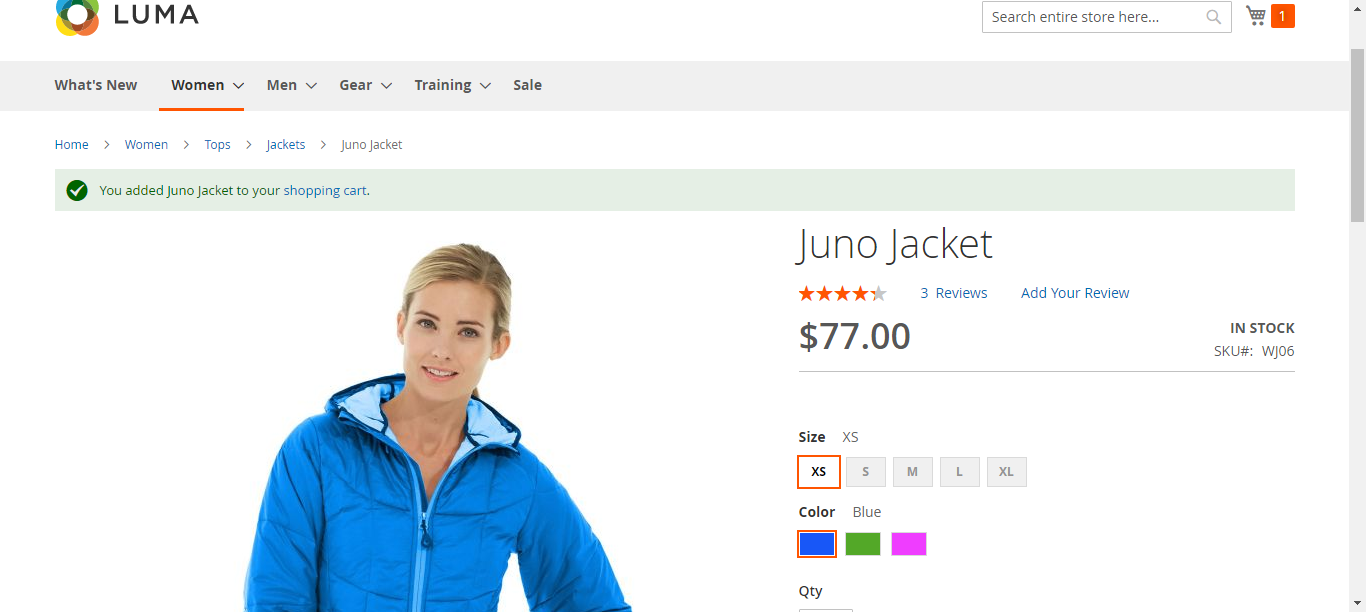 LUMA
Search entire store here...
1
What's New Women Men Gear Training Sale
Home Women Tops Jackets Juno Jacket
You added Juno Jacket to your shopping cart.
Juno Jacket
3 Reviews Add Your Review
$77.00
IN STOCK
SKU#: WJ06
Size XS
XS S M L XL
Color Blue
Qty